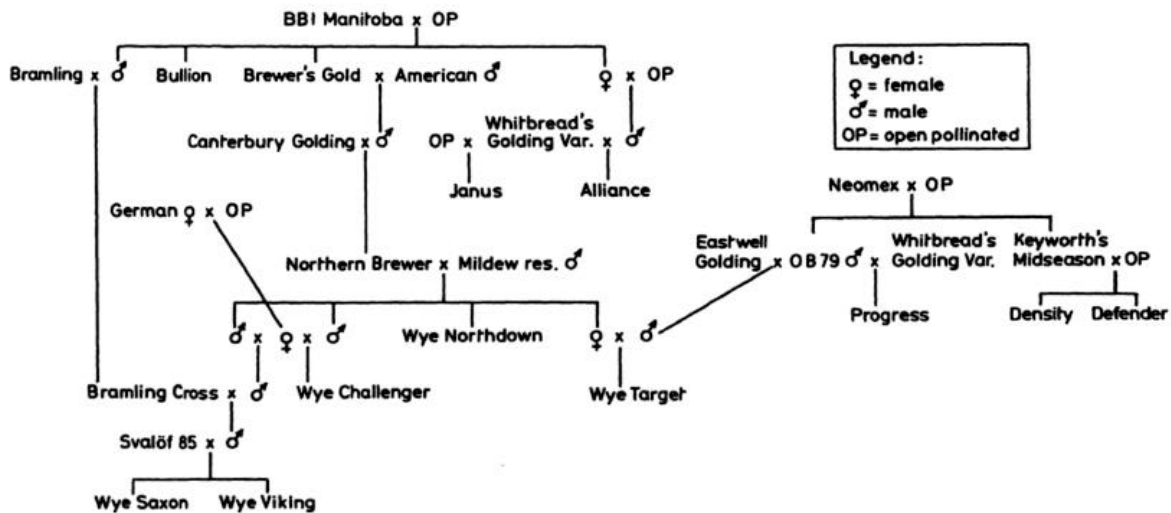 BB1 Manitoba x OP
Bramling x ♂ Bullion Brewer's Gold x American ♂ ♀ x OP
Legend:
♀ = female
♂ = male
OP = open pollinated
Canterbury Golding x ♂ OP x Whitbread's Golding Var. x ♂
Janus Alliance
Neomex x OP
German ♀ x OP
Northern Brewer x Mildew res. ♂
Eastwell Golding x OB79 ♂ x Whitbread's Golding Var. Keyworth's Midseason x OP
Progress Density Defender
♂ x ♀ x ♂ Wye Northdown ♀ x ♂
Bramling Cross x ♂ Wye Challenger Wye Target
Svalöf 85 x ♂
Wye Saxon Wye Viking